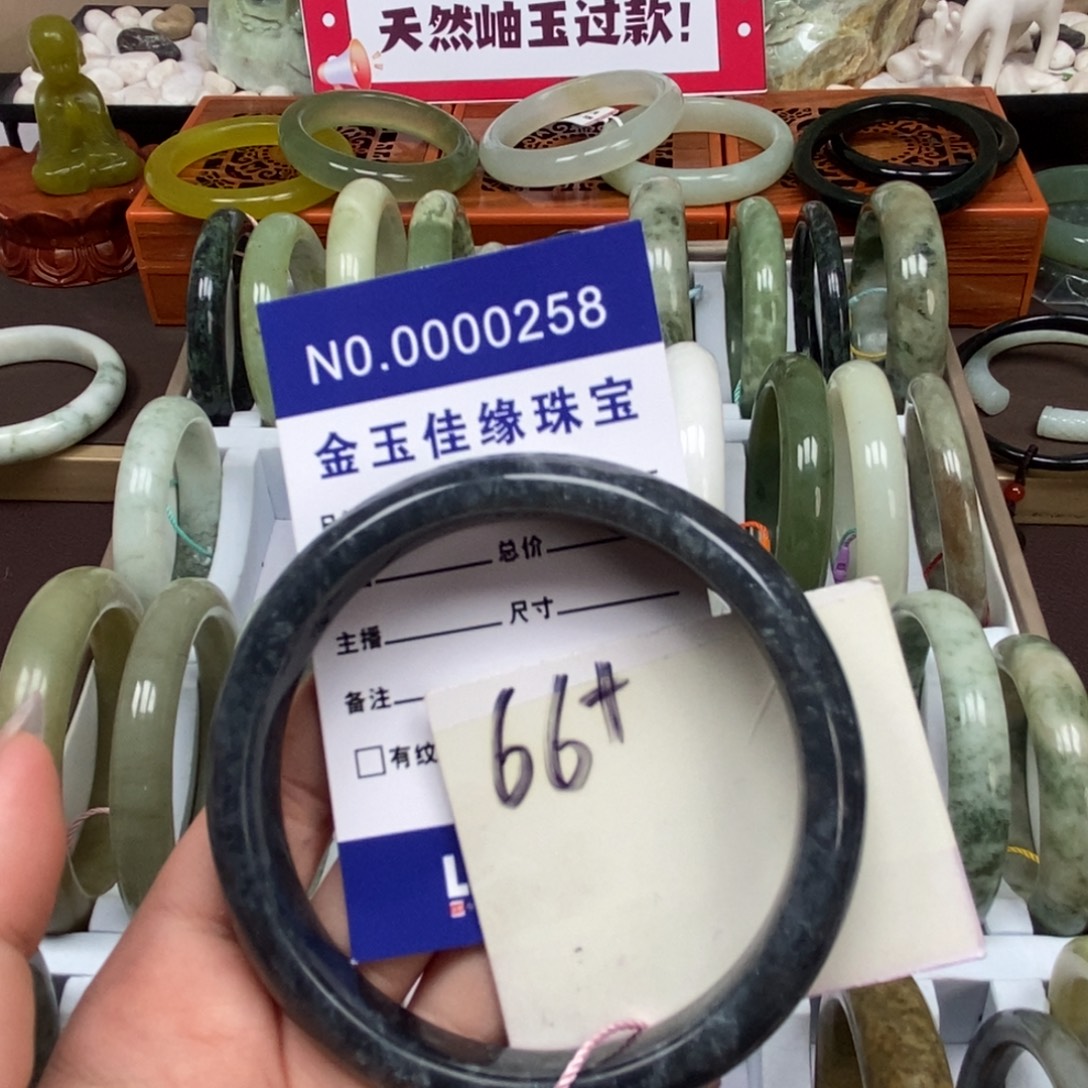 天然岫玉过款！
NO.0000258
金玉佳缘珠宝
总价
尺寸
主播
备注
有纹
66+